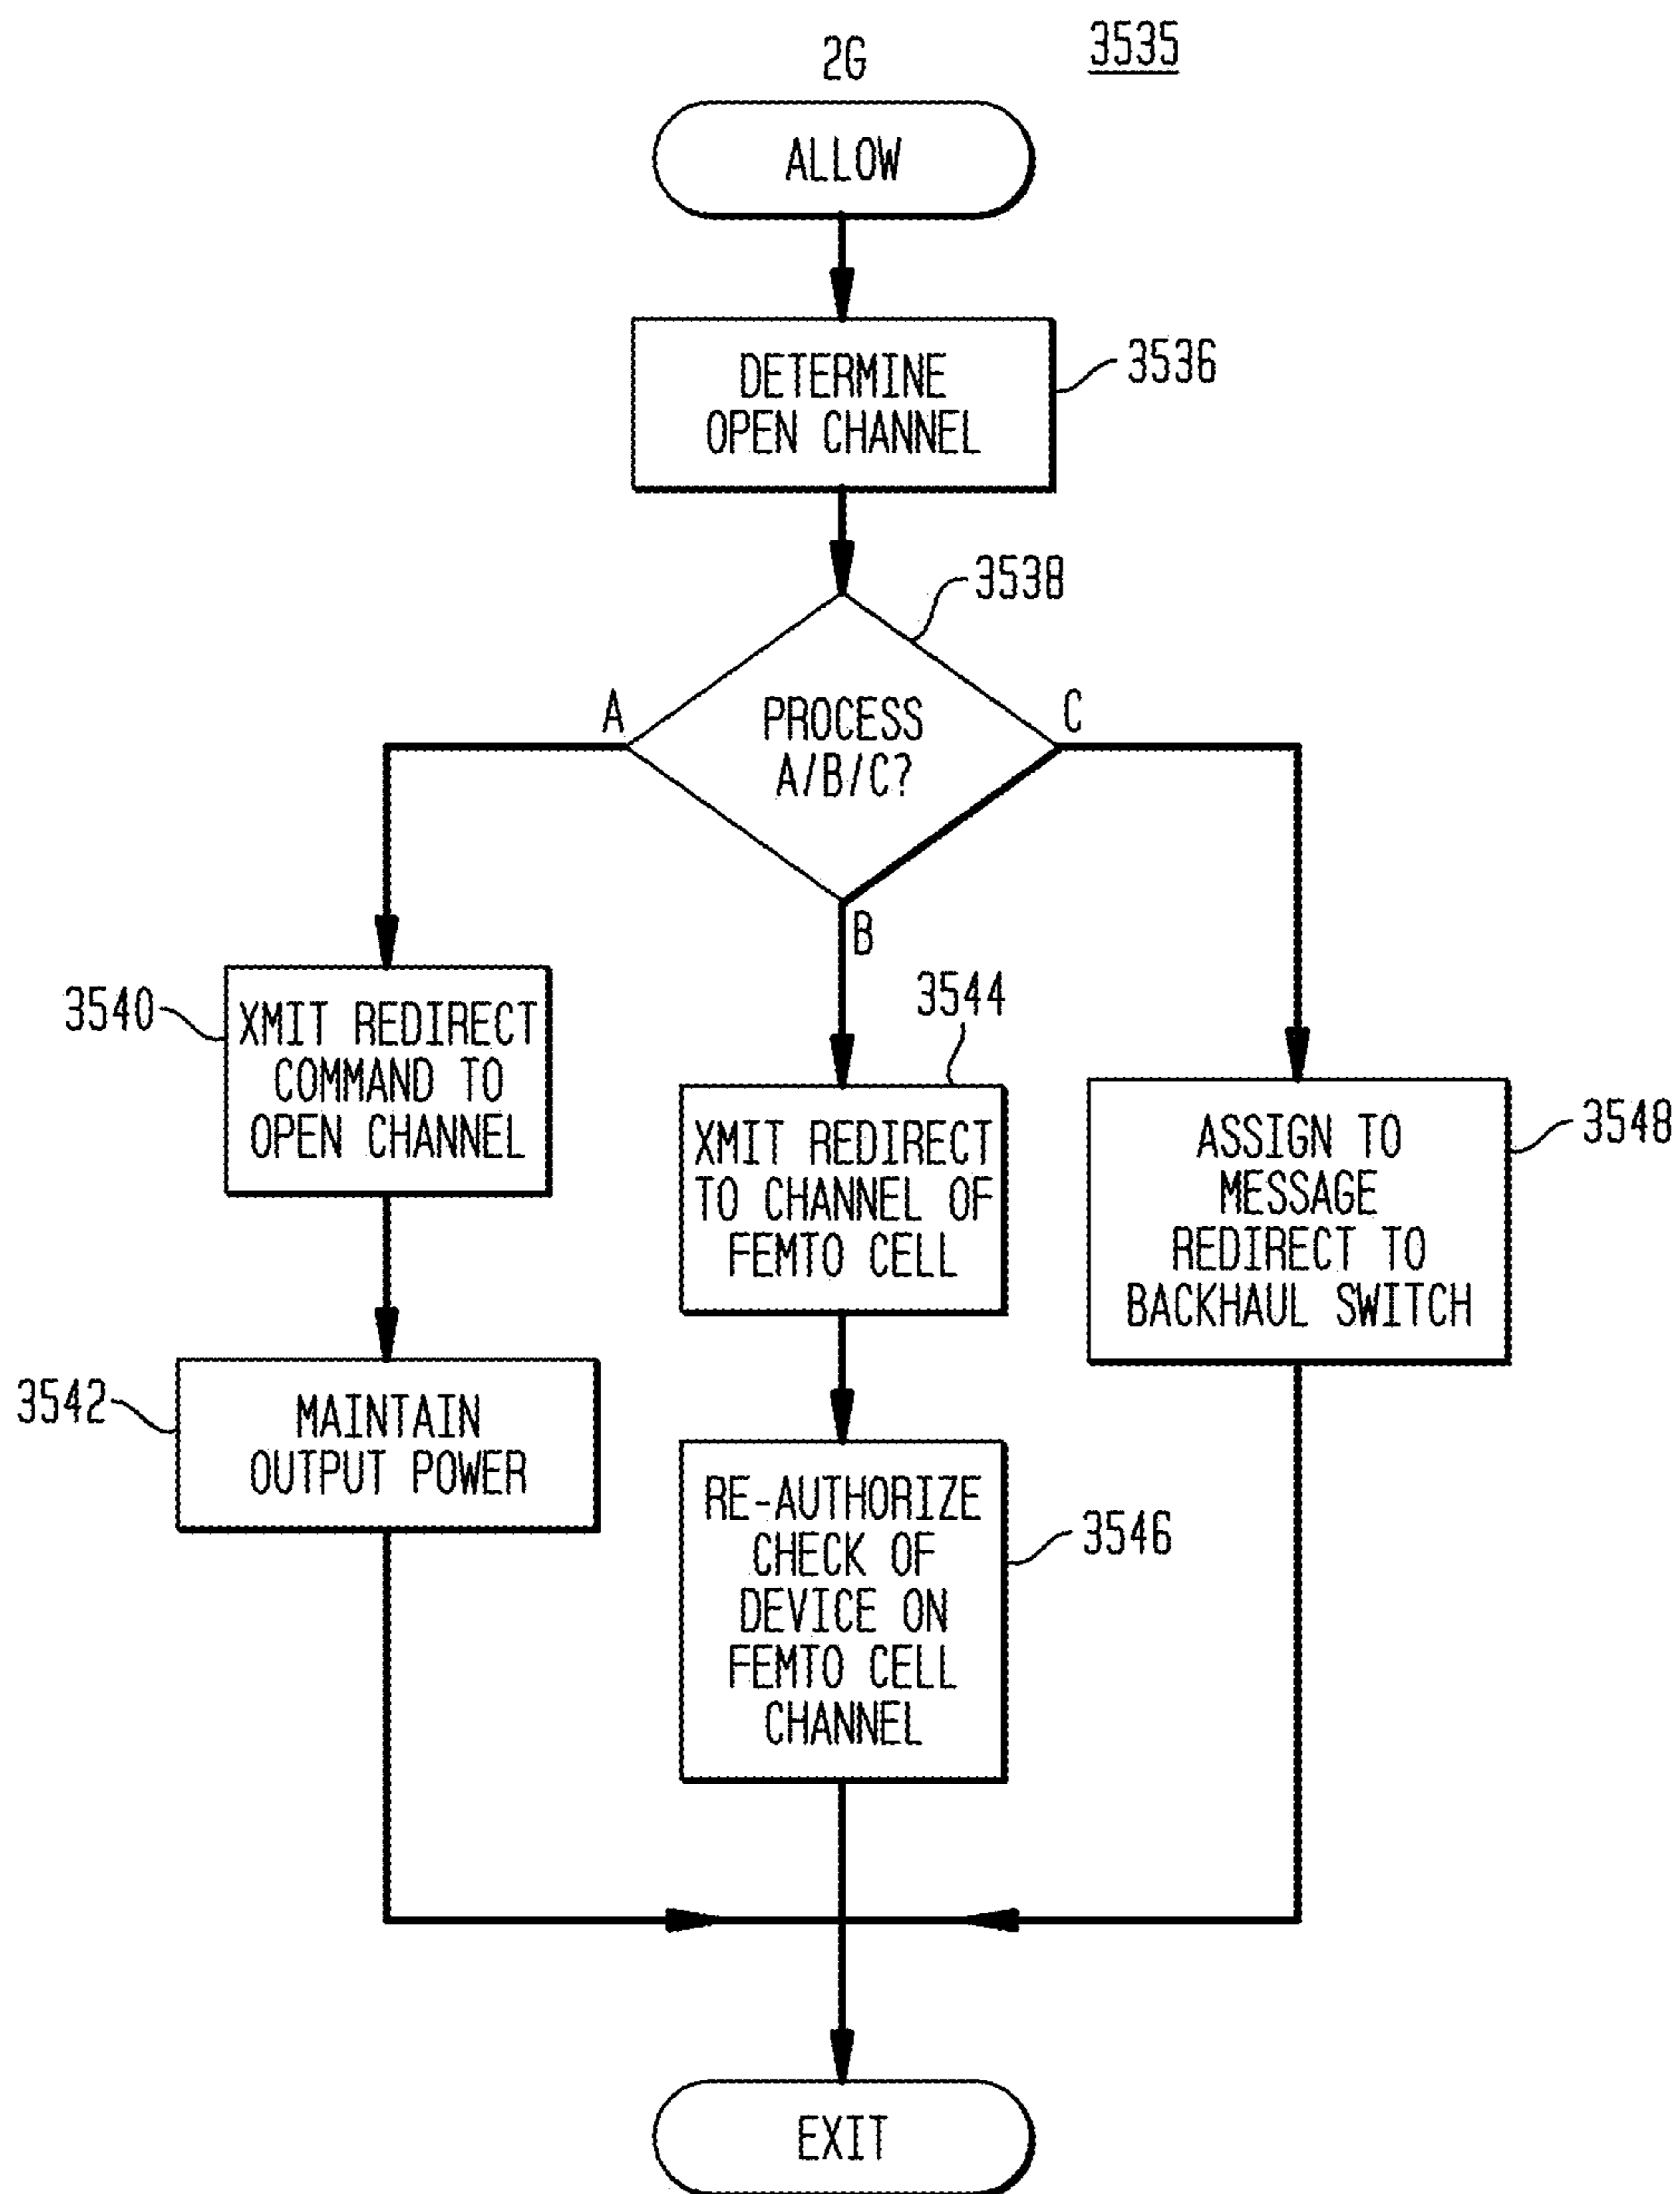 2G
3535
ALLOW
DETERMINE
OPEN CHANNEL
3536
3538
PROCESS
A/B/C?
A
C
B
3540
XMIT REDIRECT
COMMAND TO
OPEN CHANNEL
3544
XMIT REDIRECT
TO CHANNEL OF
FEMTO CELL
ASSIGN TO
MESSAGE
REDIRECT TO
BACKHAUL SWITCH
3548
3542
MAINTAIN
OUTPUT POWER
RE-AUTHORIZE
CHECK OF
DEVICE ON
FEMTO CELL
CHANNEL
3546
EXIT